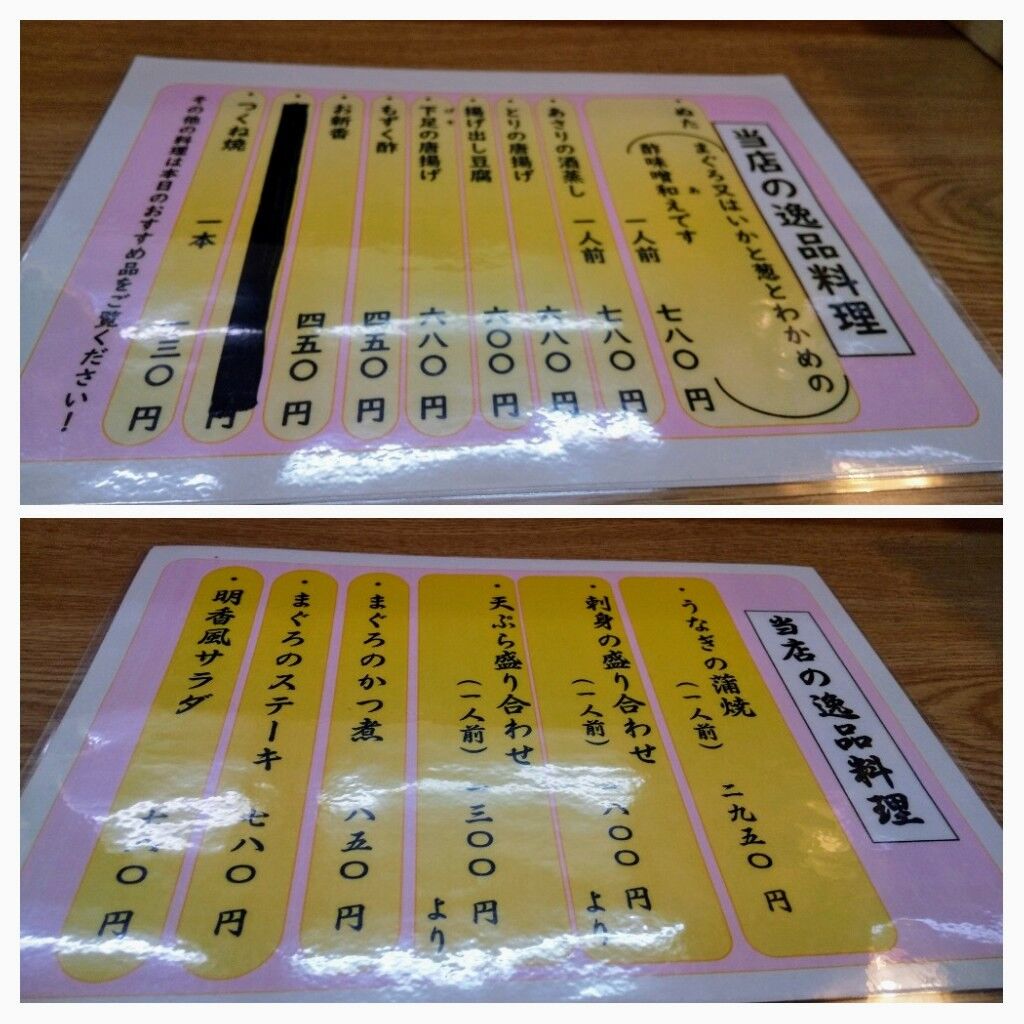 当店の逸品料理
・ぬた（まぐろ又はいかと葱とわかめの
酢味噌和えです）
あ
一人前 七八〇円
・あさりの酒蒸し 一人前 七八〇円
・とりの唐揚げ 六八〇円
・揚げ出し豆腐 六〇〇円
・下足の唐揚げ 六八〇円
げそ
・もずく酢 四五〇円
・お新香 四五〇円
円
・つくね焼 一本 三〇円
その他の料理は本日のおすすめ品をご覧ください！
当店の逸品料理
・うなぎの蒲焼（一人前） 二九五〇円
・刺身の盛り合わせ（一人前） 八〇〇円より
・天ぷら盛り合わせ（一人前） 三〇〇円より
・まぐろのかつ煮 八五〇円
・まぐろのステーキ 七八〇円
・明香風サラダ 〇円